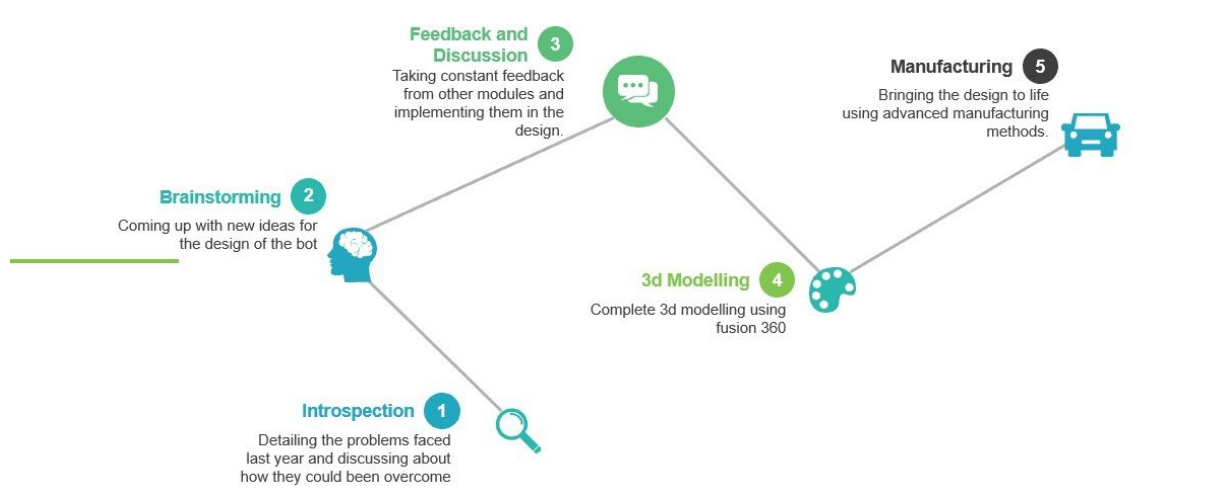 Feedback and
Discussion
3
Taking constant feedback
from other modules and
implementing them in the
design.
Manufacturing 5
Bringing the design to life
using advanced manufacturing
methods.
Brainstorming 2
Coming up with new ideas for
the design of the bot
3d Modelling 4
Complete 3d modelling using
fusion 360
Introspection 1
Detailing the problems faced
last year and discussing about
how they could been overcome